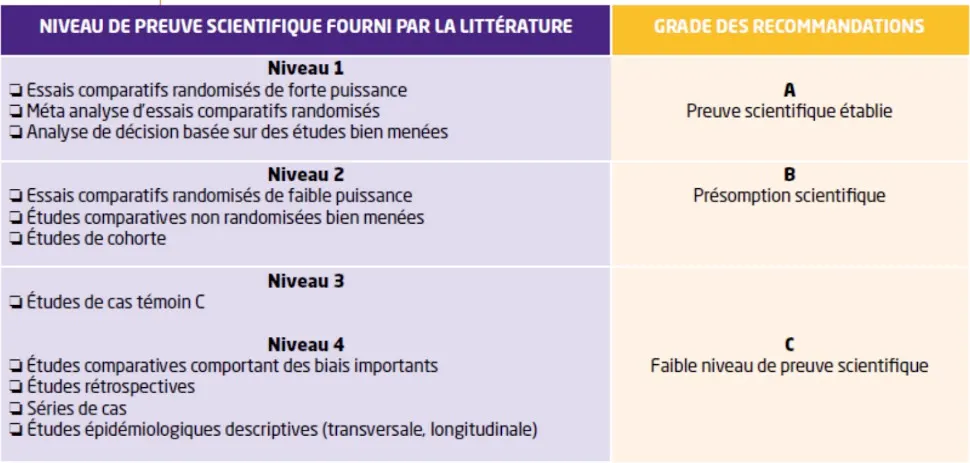 NIVEAU DE PREUVE SCIENTIFIQUE FOURNI PAR LA LITTÉRATURE
GRADE DES RECOMMANDATIONS
Niveau 1
❏ Essais comparatifs randomisés de forte puissance
❏ Méta analyse d'essais comparatifs randomisés
❏ Analyse de décision basée sur des études bien menées
A
Preuve scientifique établie
Niveau 2
❏ Essais comparatifs randomisés de faible puissance
❏ Études comparatives non randomisées bien menées
❏ Études de cohorte
B
Présomption scientifique
Niveau 3
❏ Études de cas témoin C
Niveau 4
❏ Études comparatives comportant des biais importants
❏ Études rétrospectives
❏ Séries de cas
❏ Études épidémiologiques descriptives (transversale, longitudinale)
C
Faible niveau de preuve scientifique